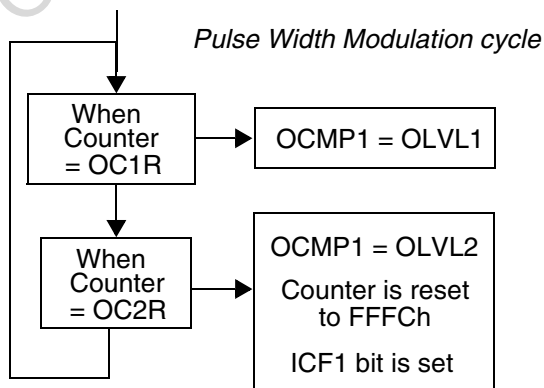 Pulse Width Modulation cycle
When
Counter
= OC1R
OCMP1 = OLVL1
When
Counter
= OC2R
OCMP1 = OLVL2
Counter is reset
to FFFCh
ICF1 bit is set